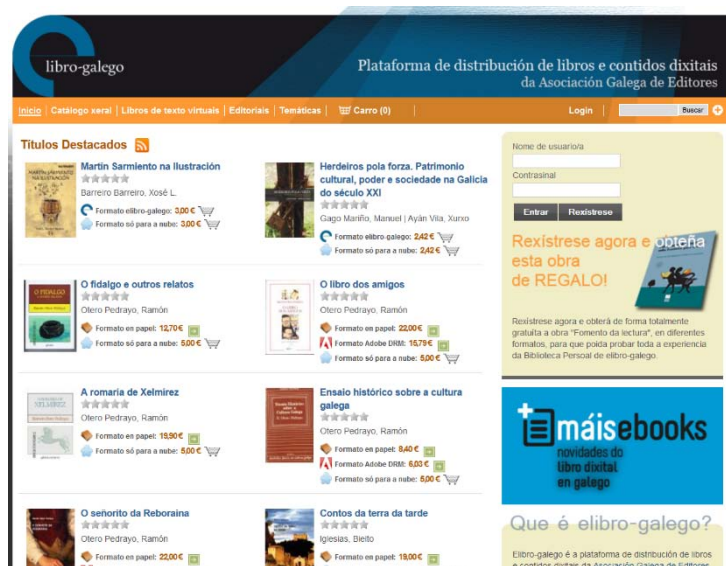 libro-galego
Plataforma de distribución de libros e contidos dixitais
da Asociación Galega de Editores
Inicio | Catálogo xeral | Libros de texto virtuais | Editoriais | Temáticas | Carro (0) |
Login | Buscar
Títulos Destacados
Martín Sarmiento na Ilustración
Barreiro Barreiro, Xosé L.
Formato elibro-galego: 3,00 €
Formato só para a nube: 3,00 €
Herdeiros pola forza. Patrimonio
cultural, poder e sociedade na Galicia
do século XXI
Gago Mariño, Manuel | Ayán Vila, Xurxo
Formato elibro-galego: 2,42 €
Formato só para a nube: 2,42 €
O fidalgo e outros relatos
Otero Pedrayo, Ramón
Formato en papel: 12,70 €
Formato só para a nube: 5,00 €
O libro dos amigos
Otero Pedrayo, Ramón
Formato en papel: 22,00 €
Formato Adobe DRM: 15,79 €
Formato só para a nube: 5,00 €
A romaria de Xelmírez
Otero Pedrayo, Ramón
Formato en papel: 19,90 €
Formato só para a nube: 5,00 €
Ensaio histórico sobre a cultura
galega
Otero Pedrayo, Ramón
Formato en papel: 8,40 €
Formato Adobe DRM: 6,03 €
Formato só para a nube: 5,00 €
O señorito da Reboraina
Otero Pedrayo, Ramón
Formato en papel: 22,00 €
Contos da terra da tarde
Iglesias, Bieito
Formato en papel: 19,00 €
Nome de usuario/a
Contrasinal
Entrar Rexístrese
Rexístrese agora e obteña
esta obra
de REGALO!
Rexístrese agora e obterá de forma totalmente
gratuíta a obra "Fomento da lectura", en diferentes
formatos, para que poida probar toda a experiencia
da Biblioteca Persoal de elibro-galego.
máisebooks
novidades do
libro dixital
en galego
Que é elibro-galego?
Elibro-galego é a plataforma de distribución de libros
e contidos dixitais da Asociación Galega de Editores